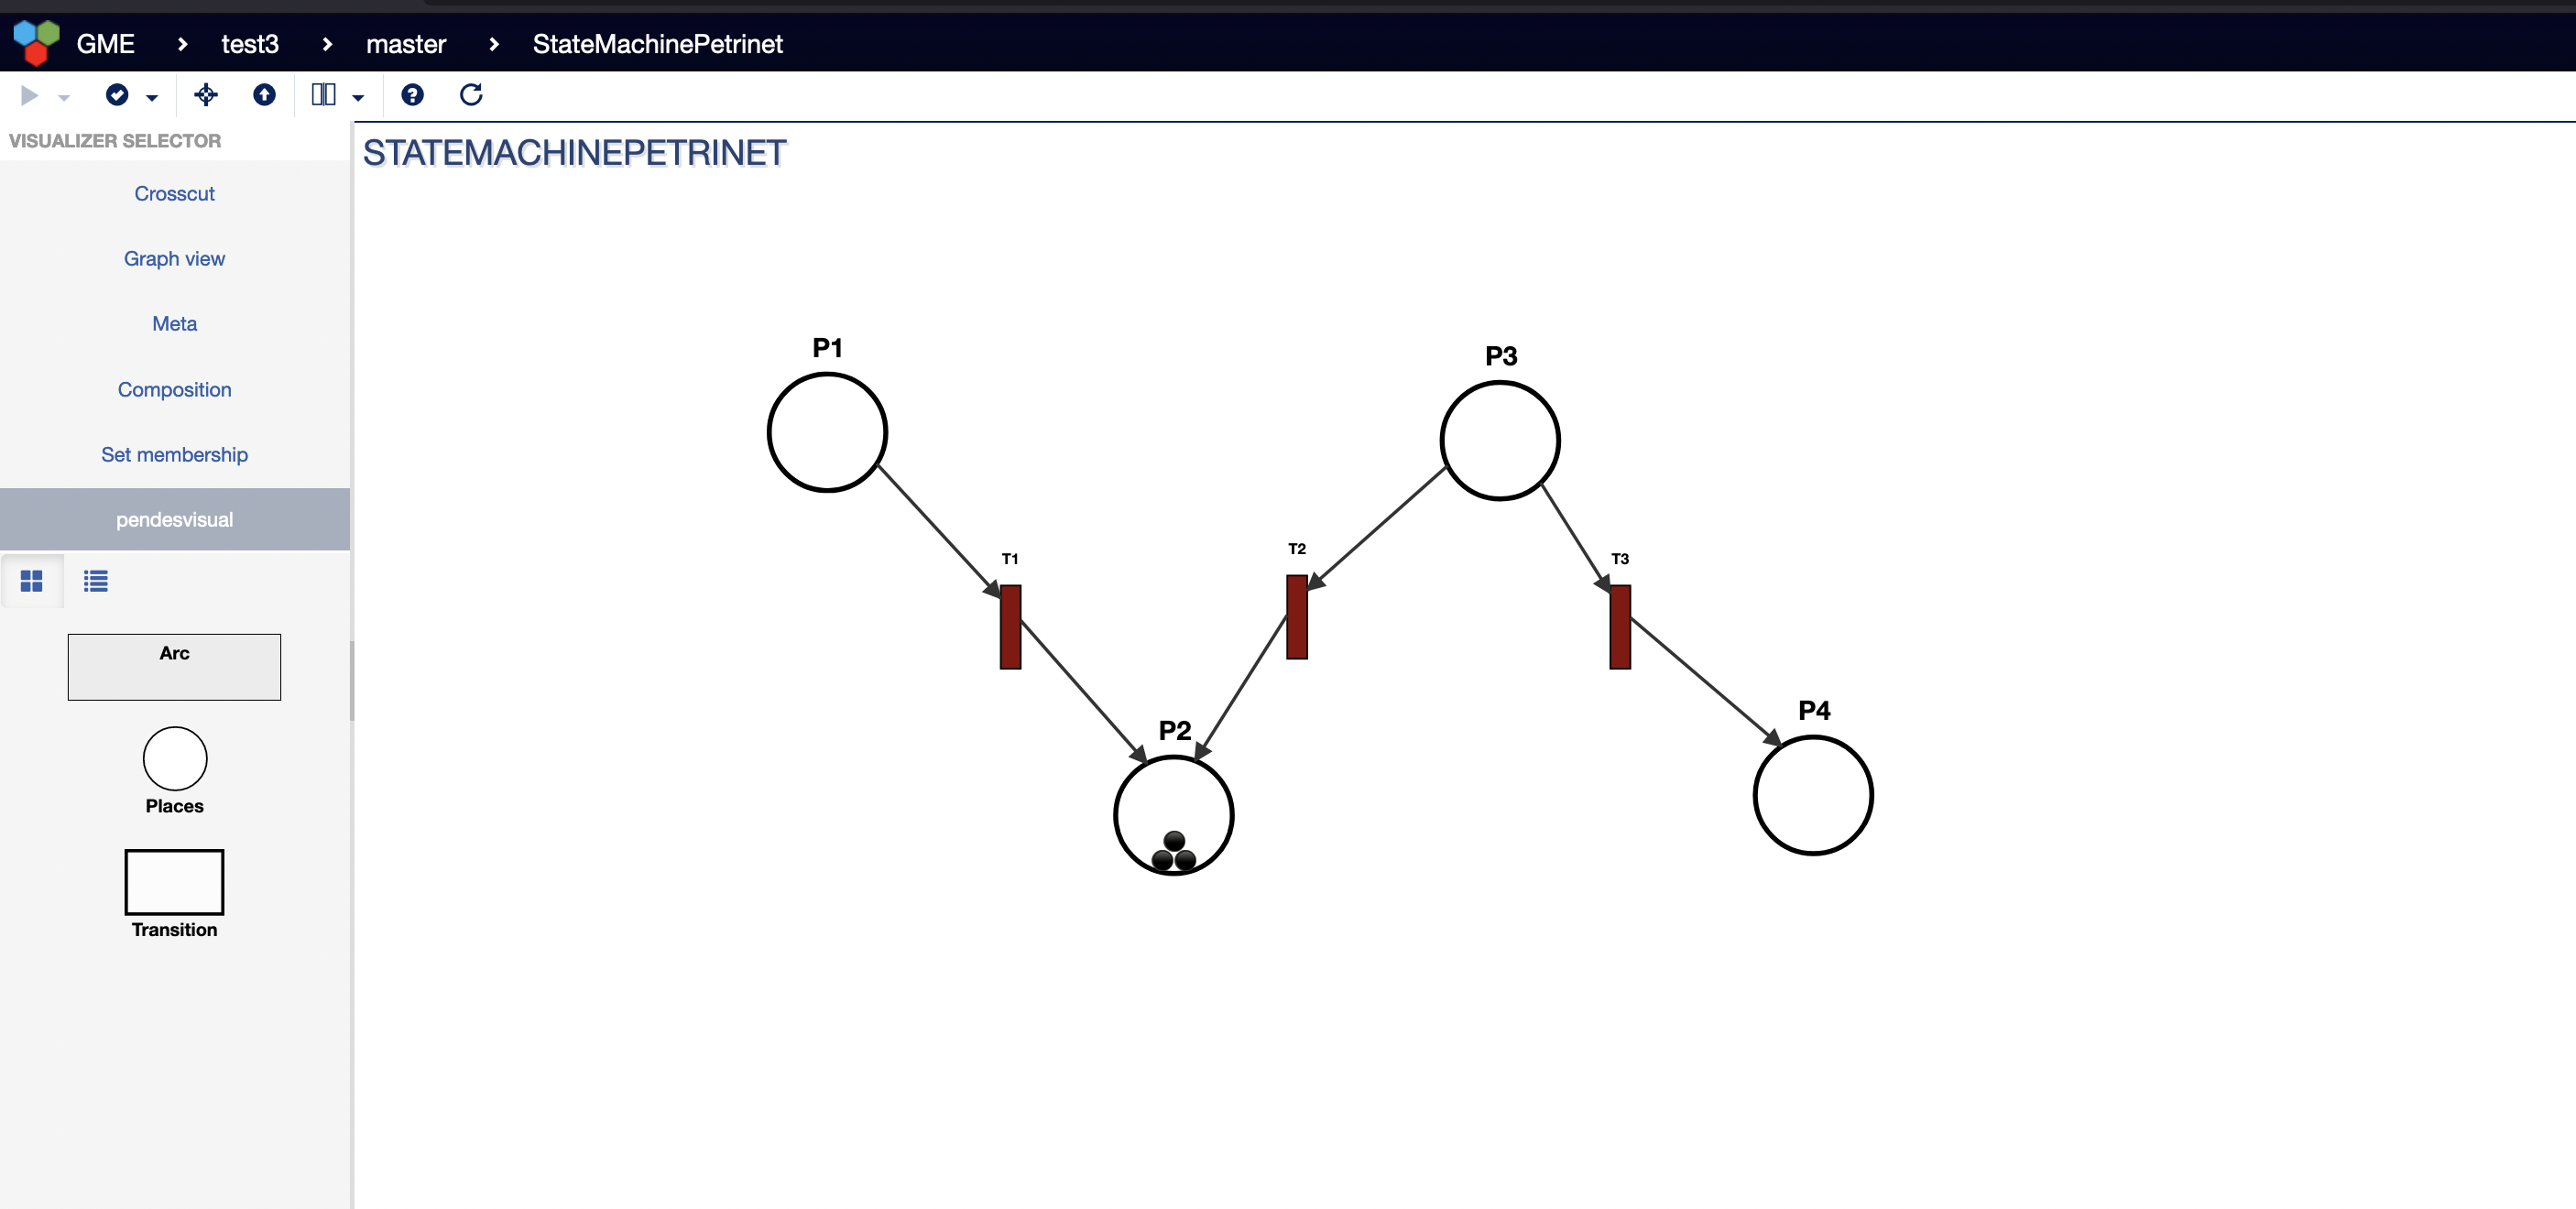 GME > test3 > master > StateMachinePetrinet
VISUALIZER SELECTOR
Crosscut
Graph view
Meta
Composition
Set membership
pendesvisual
Arc
Places
Transition
STATEMACHINEPETRINET
P1
P3
T1
T2
T3
P2
P4